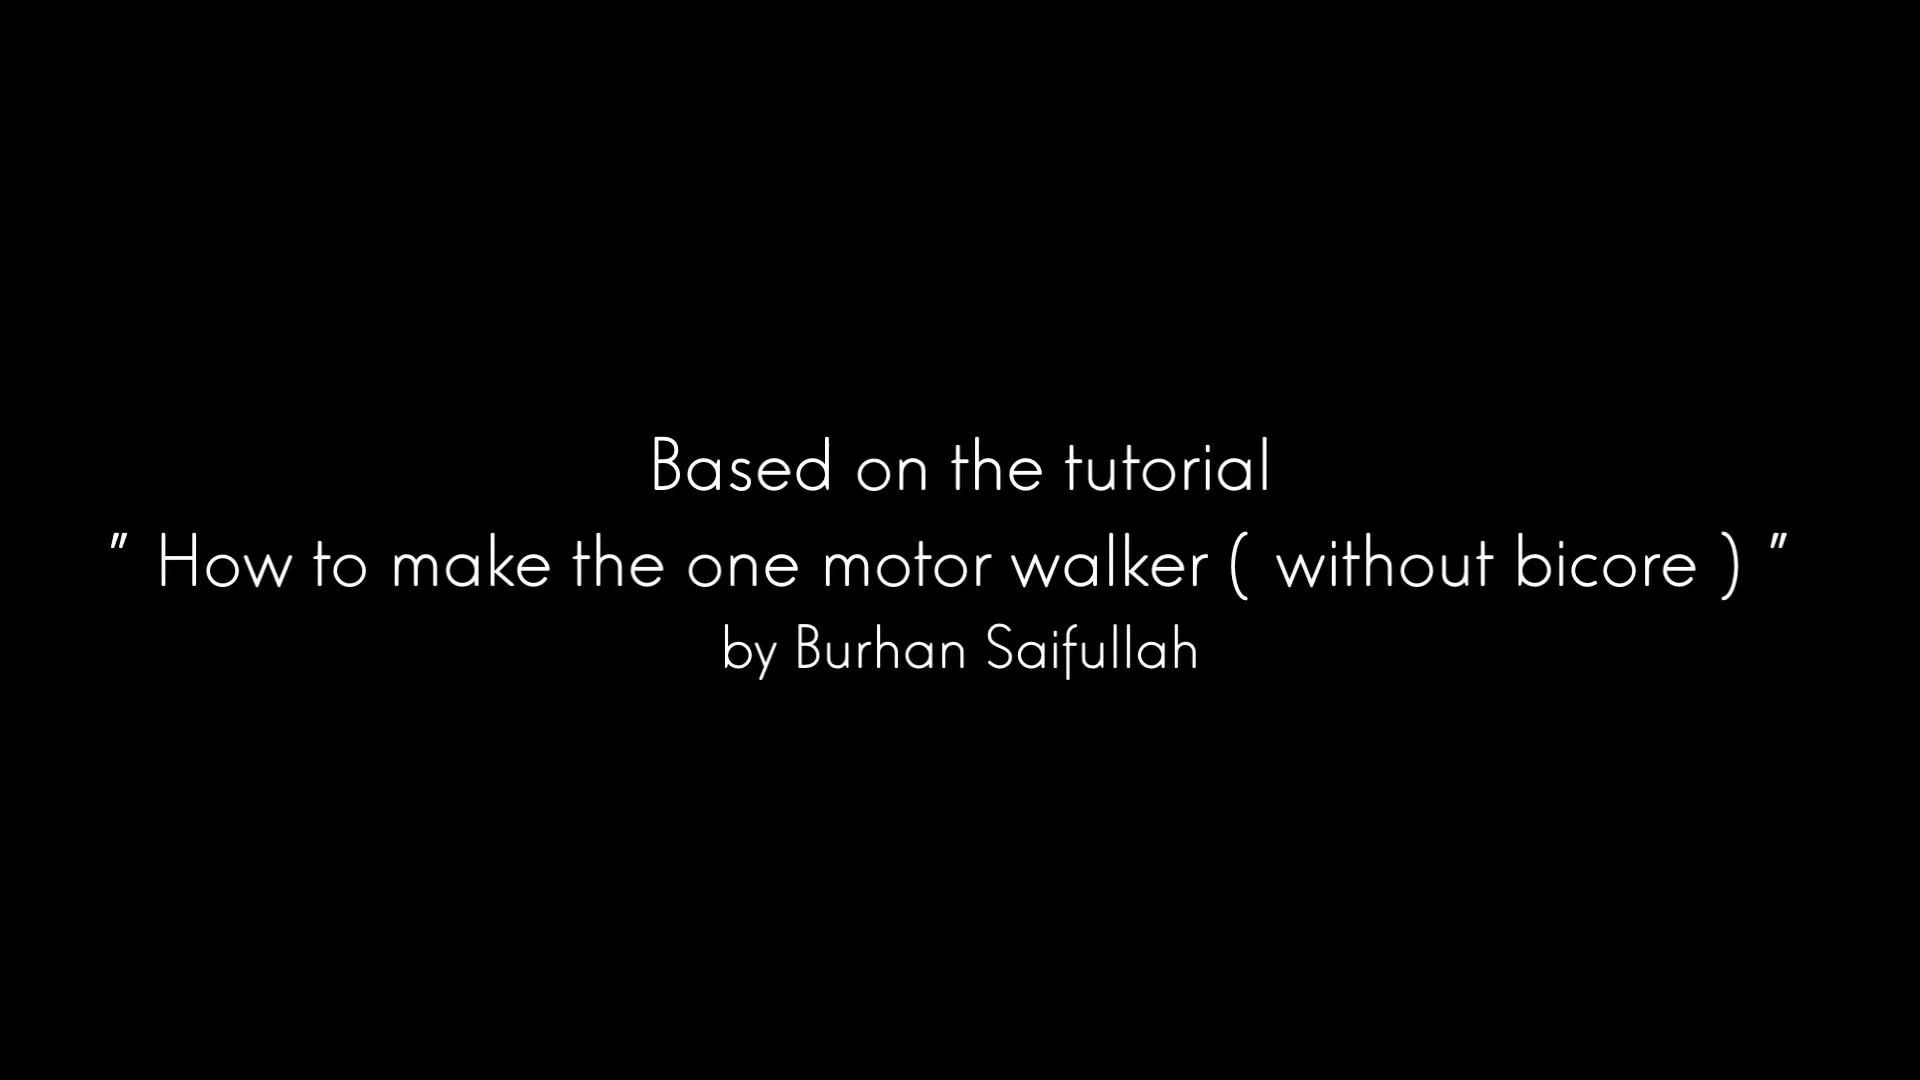 Based on the tutorial
" How to make the one motor walker ( without bicore ) "
by Burhan Saifullah